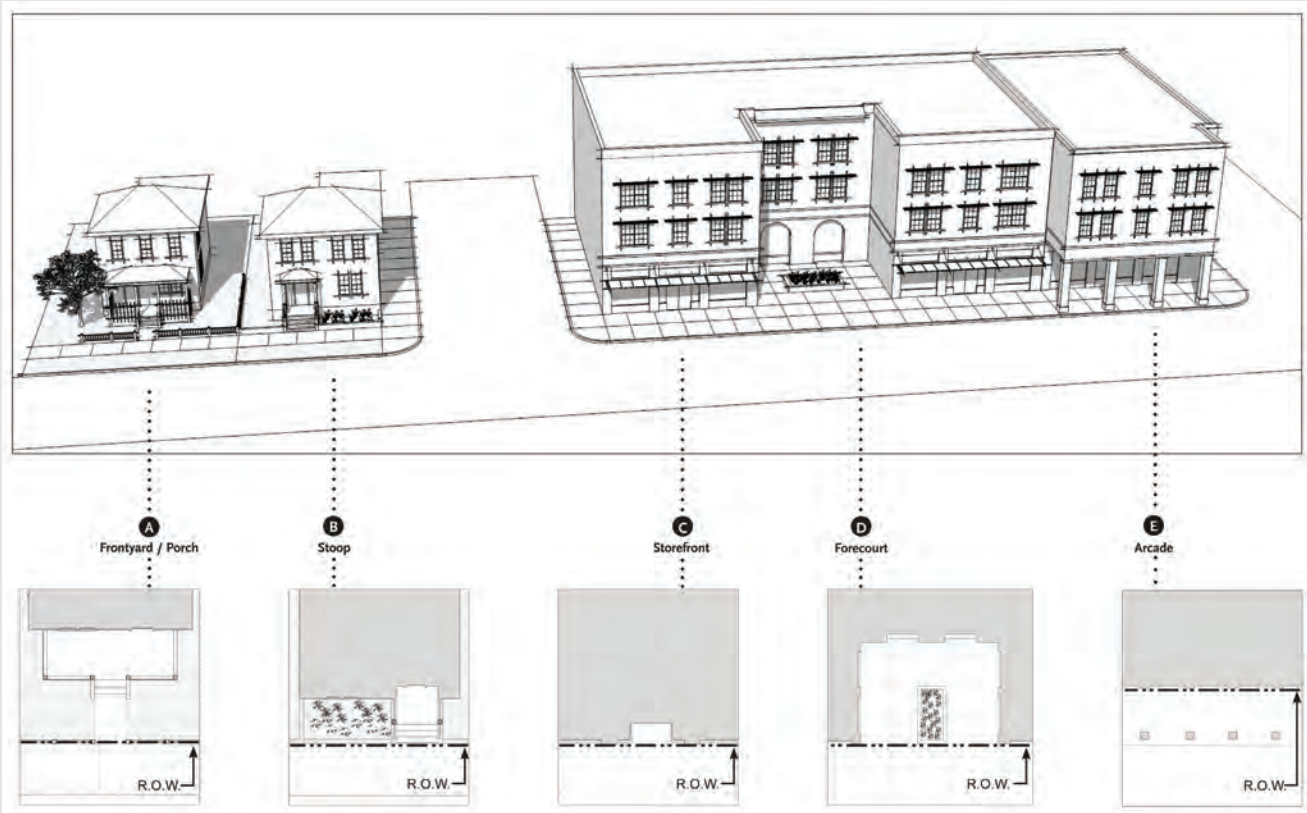 A
Frontyard / Porch
B
Stoop
C
Storefront
D
Forecourt
E
Arcade
R.O.W.
R.O.W.
R.O.W.
R.O.W.
R.O.W.